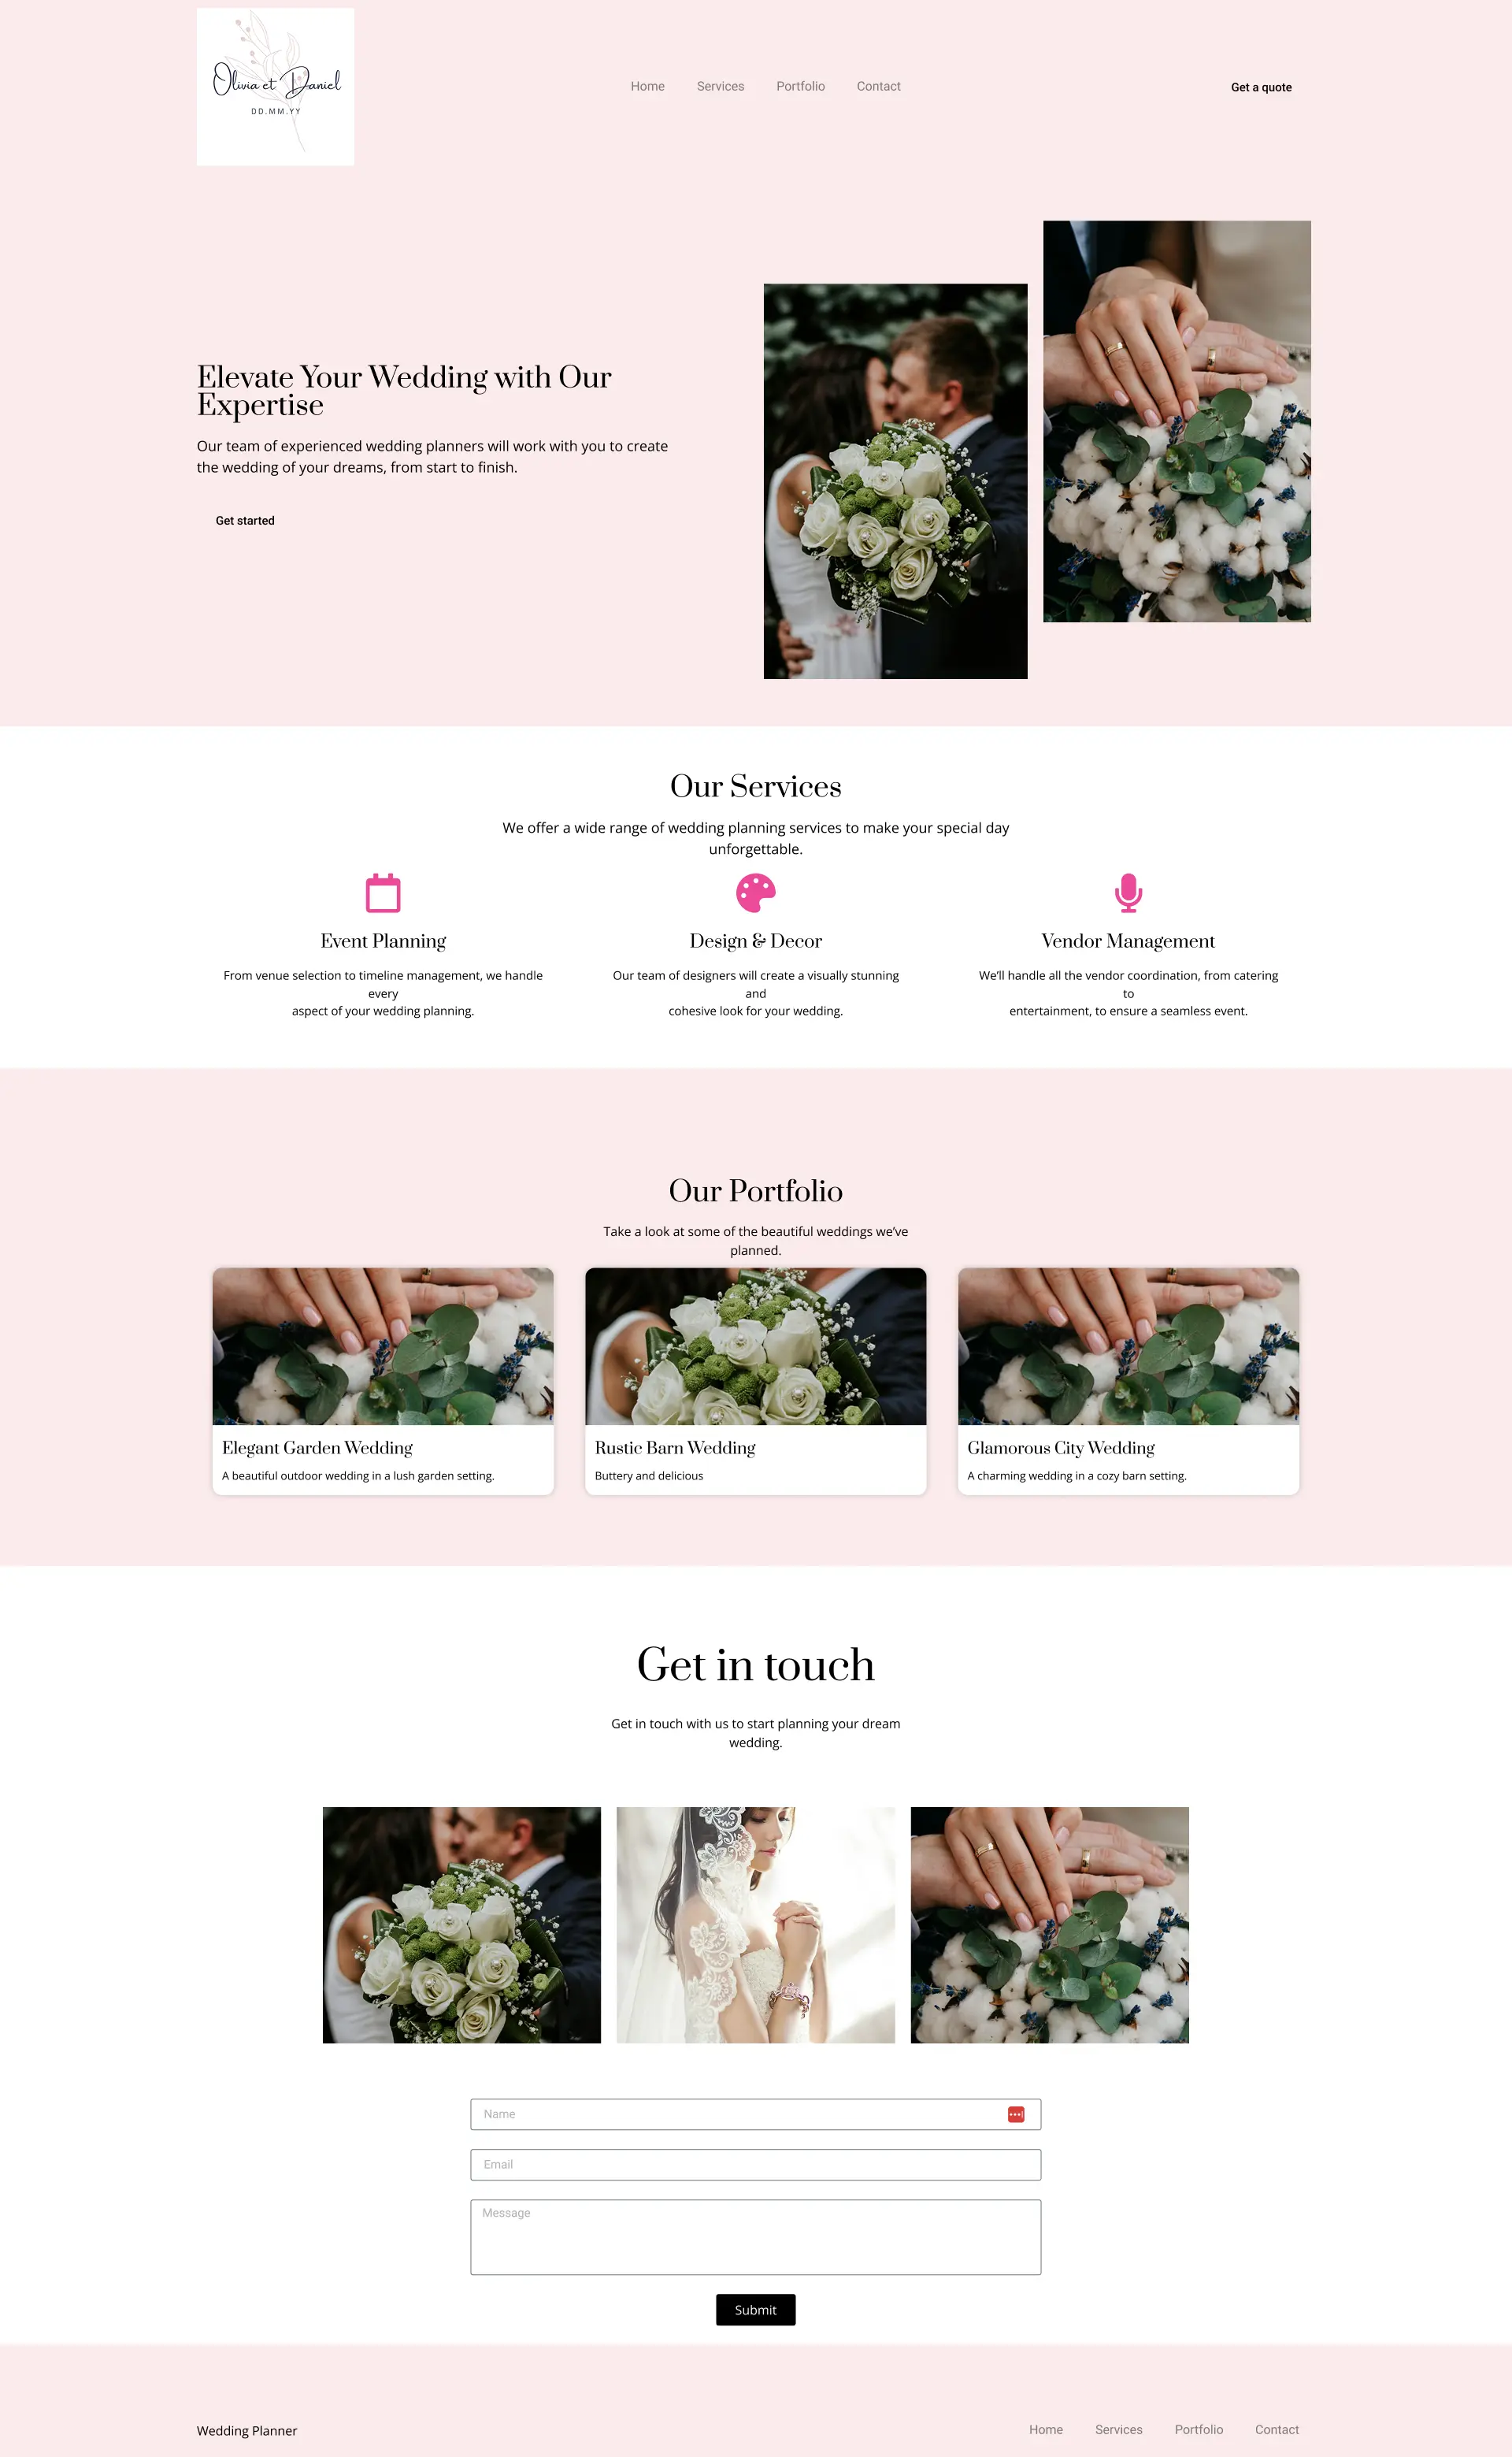 Olivia et Daniel
DD.MM.YY
Home Services Portfolio Contact
Get a quote
Elevate Your Wedding with Our
Expertise
Our team of experienced wedding planners will work with you to create
the wedding of your dreams, from start to finish.
Get started
Our Services
We offer a wide range of wedding planning services to make your special day
unforgettable.
Event Planning
From venue selection to timeline management, we handle
every
aspect of your wedding planning.
Design & Decor
Our team of designers will create a visually stunning
and
cohesive look for your wedding.
Vendor Management
We’ll handle all the vendor coordination, from catering
to
entertainment, to ensure a seamless event.
Our Portfolio
Take a look at some of the beautiful weddings we’ve
planned.
Elegant Garden Wedding
A beautiful outdoor wedding in a lush garden setting.
Rustic Barn Wedding
Buttery and delicious
Glamorous City Wedding
A charming wedding in a cozy barn setting.
Get in touch
Get in touch with us to start planning your dream
wedding.
Name
Email
Message
Submit
Wedding Planner
Home Services Portfolio Contact